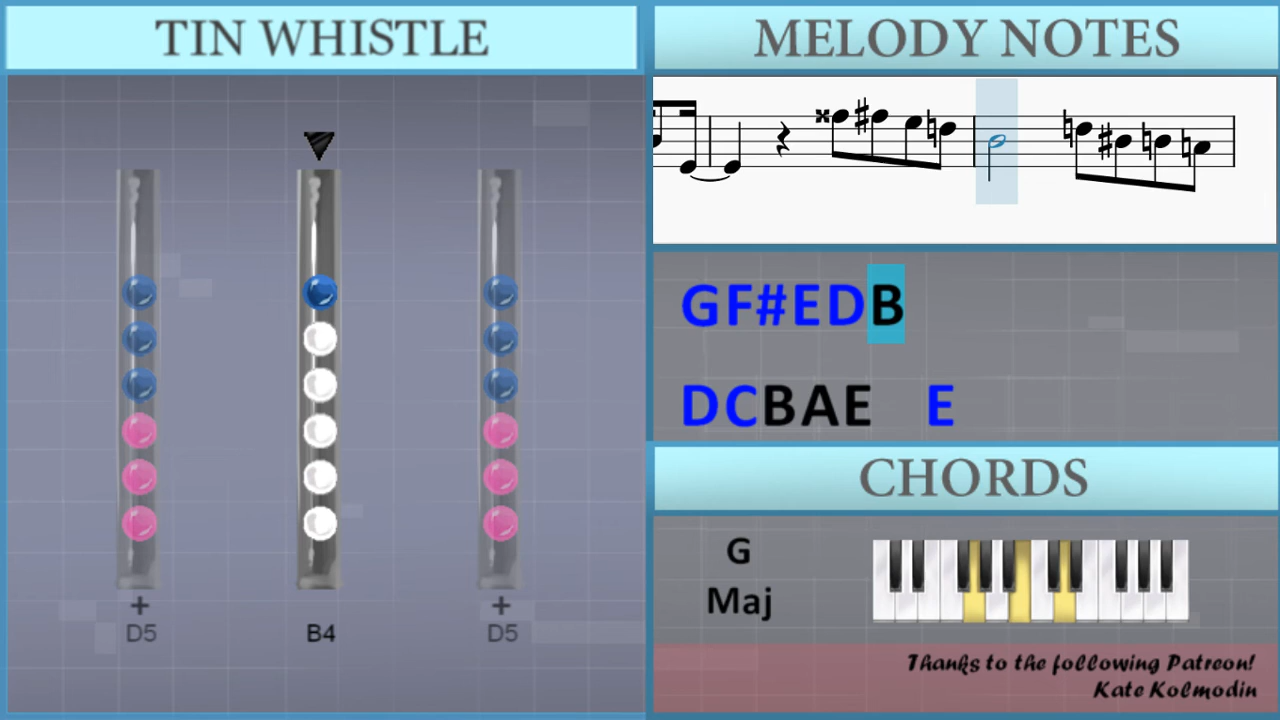 TIN WHISTLE
+
D5
B4
+
D5
MELODY NOTES
GF#EDB
DCBAE E
CHORDS
G
Maj
Thanks to the following Patreon!
Kate Kolmodin